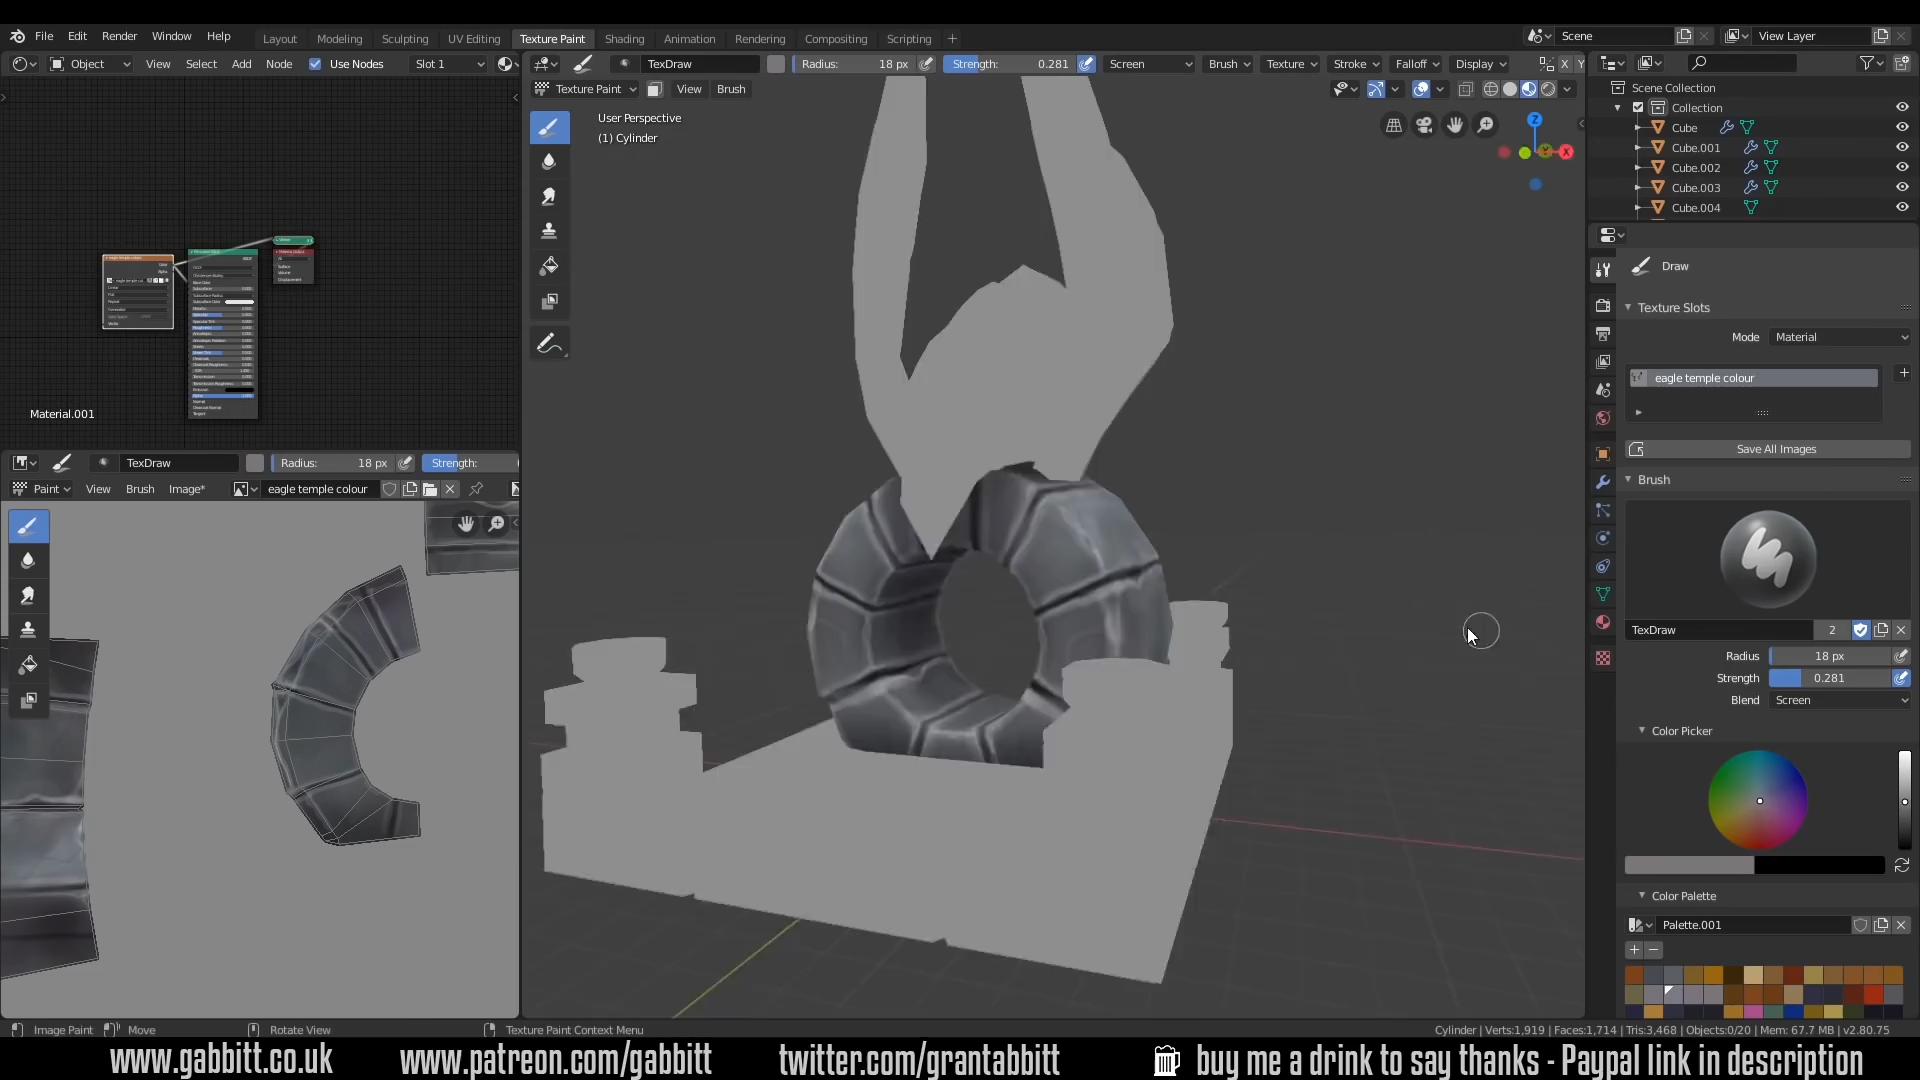 File Edit Render Window Help
Layout Modeling Sculpting UV Editing Texture Paint Shading Animation Rendering Compositing Scripting +
Scene
View Layer
Object View Select Add Node Use Nodes Slot 1
TexDraw Radius: 18 px Strength: 0.281 Screen Brush Texture Stroke Falloff Display X Y
Texture Paint View Brush
User Perspective
(1) Cylinder
Z
X
Scene Collection
Collection
Cube
Cube.001
Cube.002
Cube.003
Cube.004
Draw
Texture Slots
Mode Material
eagle temple colour
Save All Images
Brush
TexDraw 2
Radius 18 px
Strength 0.281
Blend Screen
Color Picker
Color Palette
Palette.001
Material.001
TexDraw Radius: 18 px Strength:
Paint View Brush Image* eagle temple colour
Image Paint Move Rotate View Texture Paint Context Menu
Cylinder | Verts:1,919 | Faces:1,714 | Tris:3,468 | Objects:0/20 | Mem: 67.7 MB | v2.80.75
www.gabbitt.co.uk www.patreon.com/gabbitt twitter.com/grantabbitt buy me a drink to say thanks - Paypal link in description